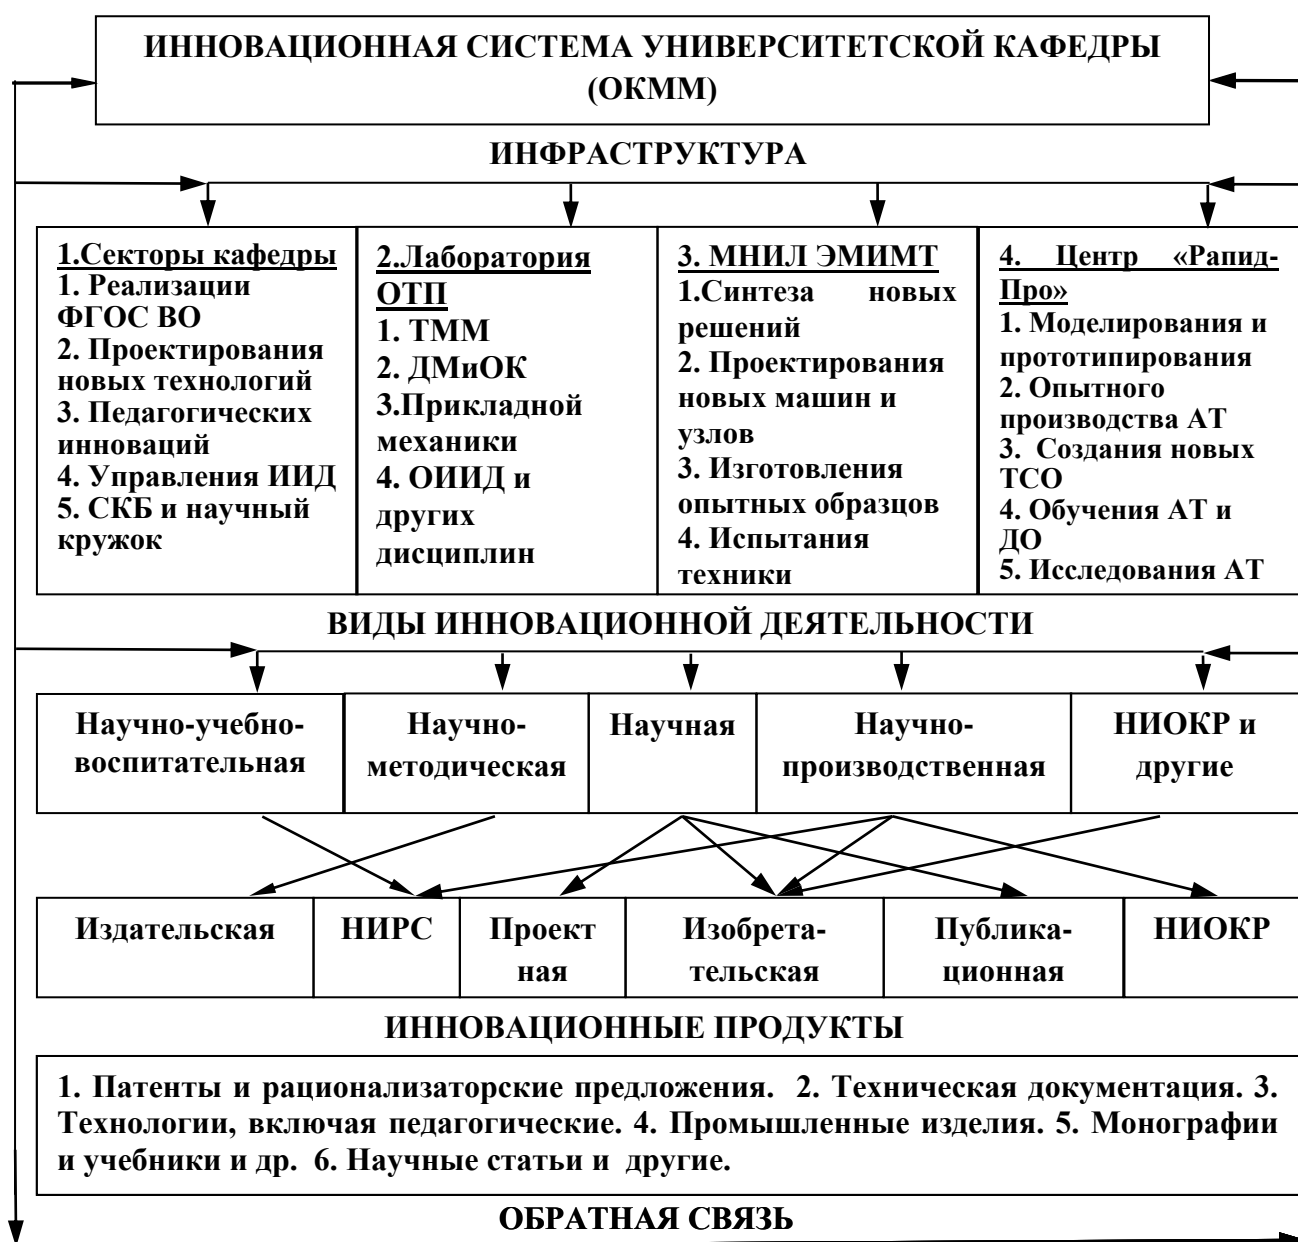 ИННОВАЦИОННАЯ СИСТЕМА УНИВЕРСИТЕТСКОЙ КАФЕДРЫ
(ОКММ)
ИНФРАСТРУКТУРА
1.Секторы кафедры
1. Реализации
ФГОС ВО
2. Проектирования
новых технологий
3. Педагогических
инноваций
4. Управления ИИД
5. СКБ и научный
кружок
2.Лаборатория
ОТП
1. ТММ
2. ДМиОК
3.Прикладной
механики
4. ОИИД и
других
дисциплин
3. МНИЛ ЭМИМТ
1.Синтеза новых
решений
2. Проектирования
новых машин и
узлов
3. Изготовления
опытных образцов
4. Испытания
техники
4. Центр «Рапид-
Про»
1. Моделирования и
прототипирования
2. Опытного
производства АТ
3. Создания новых
ТСО
4. Обучения АТ и
ДО
5. Исследования АТ
ВИДЫ ИННОВАЦИОННОЙ ДЕЯТЕЛЬНОСТИ
Научно-учебно-
воспитательная
Научно-
методическая
Научная
Научно-
производственная
НИОКР и
другие
Издательская
НИРС
Проект
ная
Изобрета-
тельская
Публика-
ционная
НИОКР
ИННОВАЦИОННЫЕ ПРОДУКТЫ
1. Патенты и рационализаторские предложения. 2. Техническая документация. 3.
Технологии, включая педагогические. 4. Промышленные изделия. 5. Монографии
и учебники и др. 6. Научные статьи и другие.
ОБРАТНАЯ СВЯЗЬ